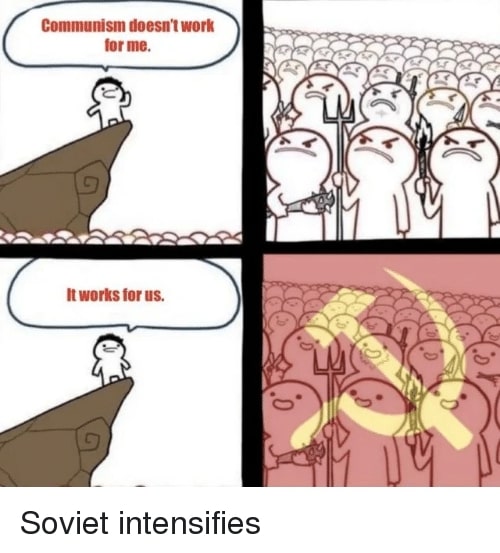 Communism doesn't work
for me.
It works for us.
Soviet intensifies